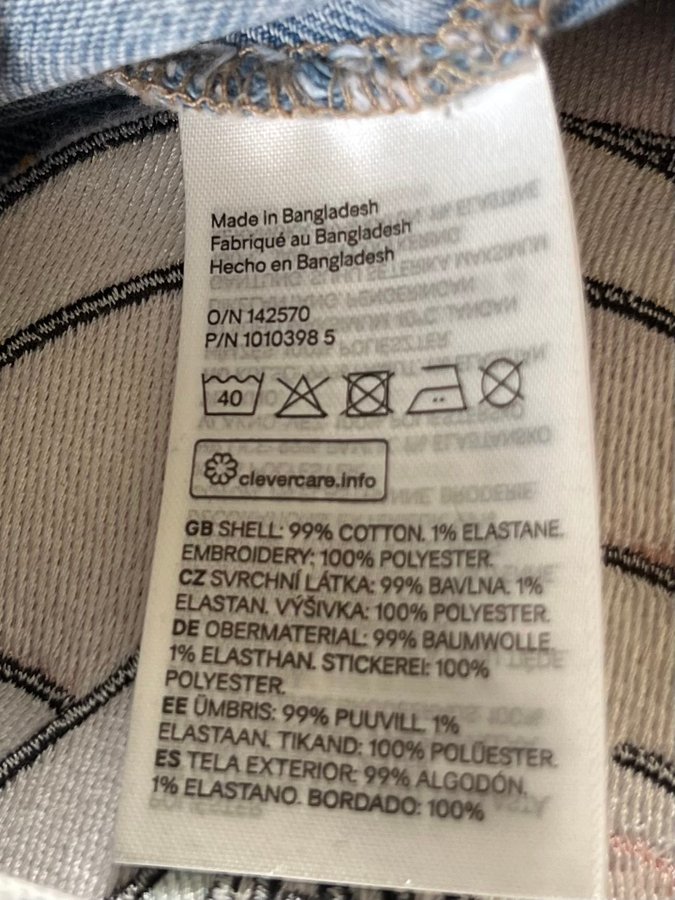 Made in Bangladesh
Fabriqué au Bangladesh
Hecho en Bangladesh
O/N 142570
P/N 1010398 5
40
clevercare.info
GB SHELL: 99% COTTON. 1% ELASTANE.
EMBROIDERY: 100% POLYESTER.
CZ SVRCHNÍ LÁTKA: 99% BAVLNA. 1%
ELASTAN. VÝŠIVKA: 100% POLYESTER.
DE OBERMATERIAL: 99% BAUMWOLLE.
1% ELASTHAN. STICKEREI: 100%
POLYESTER.
EE ÜMBRIS: 99% PUUVILL. 1%
ELASTAAN. TIKAND: 100% POLÜESTER.
ES TELA EXTERIOR: 99% ALGODÓN.
1% ELASTANO. BORDADO: 100%